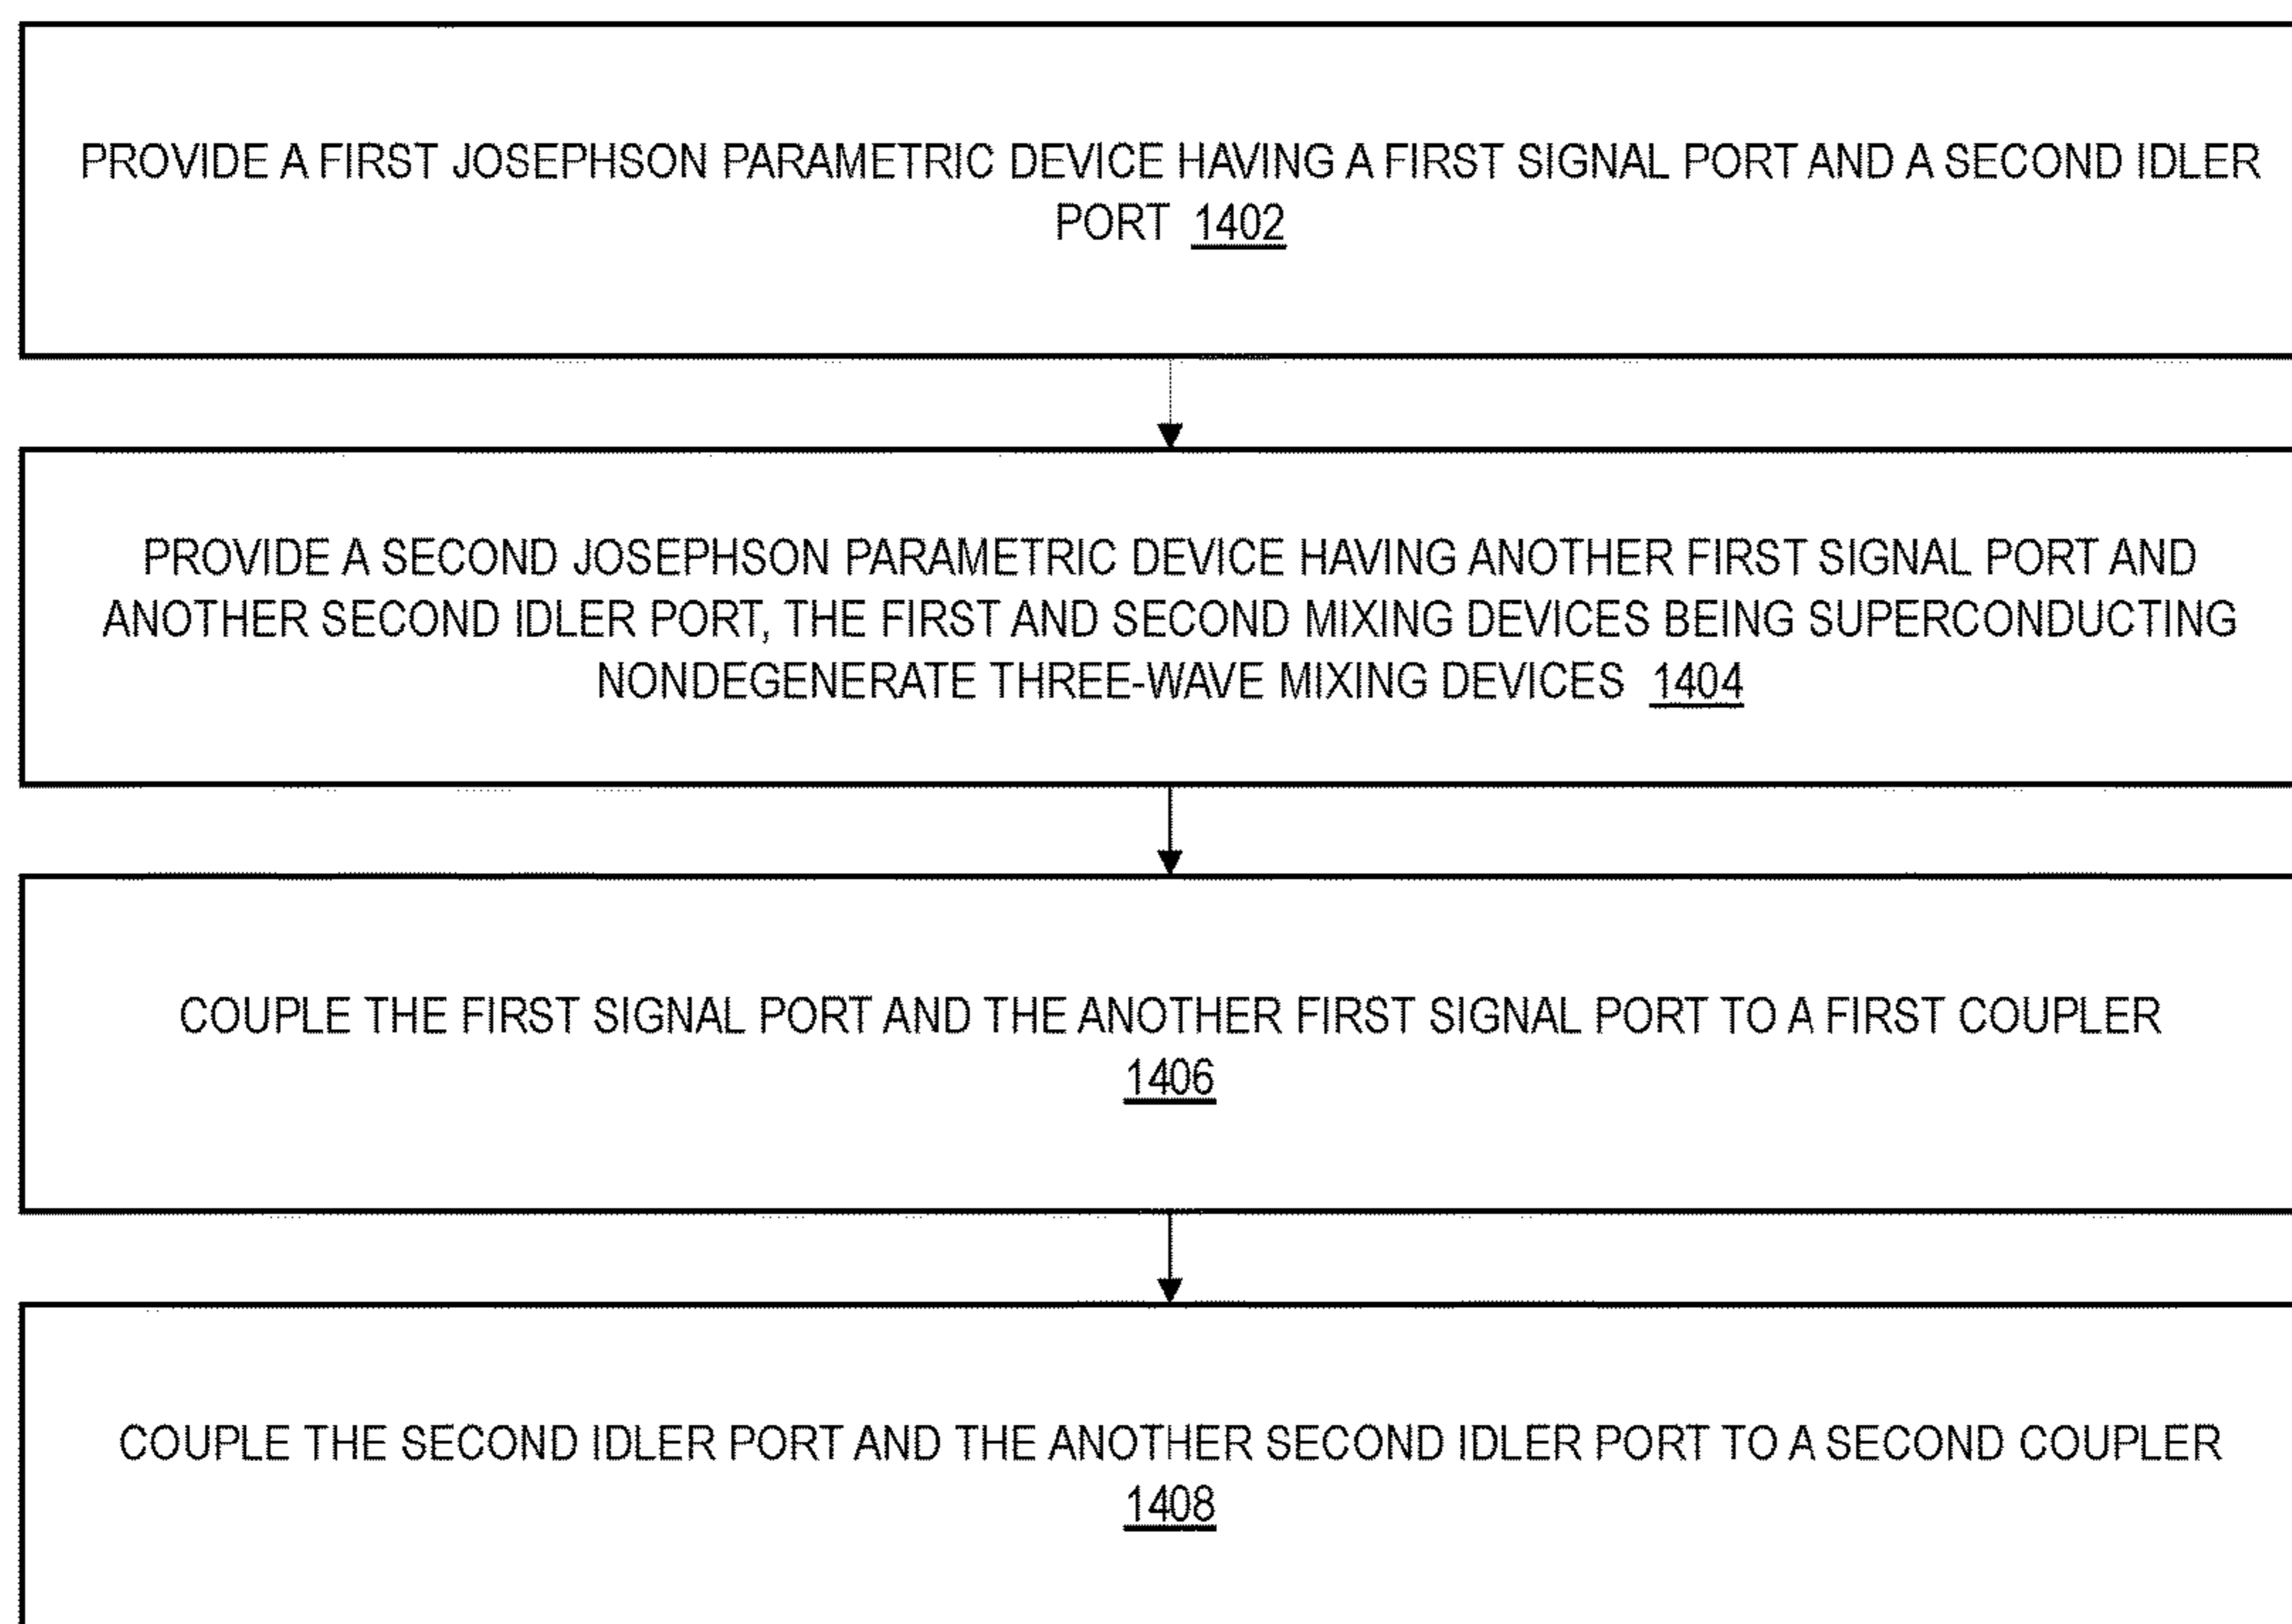 PROVIDE A FIRST JOSEPHSON PARAMETRIC DEVICE HAVING A FIRST SIGNAL PORT AND A SECOND IDLER
PORT 1402
PROVIDE A SECOND JOSEPHSON PARAMETRIC DEVICE HAVING ANOTHER FIRST SIGNAL PORT AND
ANOTHER SECOND IDLER PORT, THE FIRST AND SECOND MIXING DEVICES BEING SUPERCONDUCTING
NONDEGENERATE THREE-WAVE MIXING DEVICES 1404
COUPLE THE FIRST SIGNAL PORT AND THE ANOTHER FIRST SIGNAL PORT TO A FIRST COUPLER
1406
COUPLE THE SECOND IDLER PORT AND THE ANOTHER SECOND IDLER PORT TO A SECOND COUPLER
1408